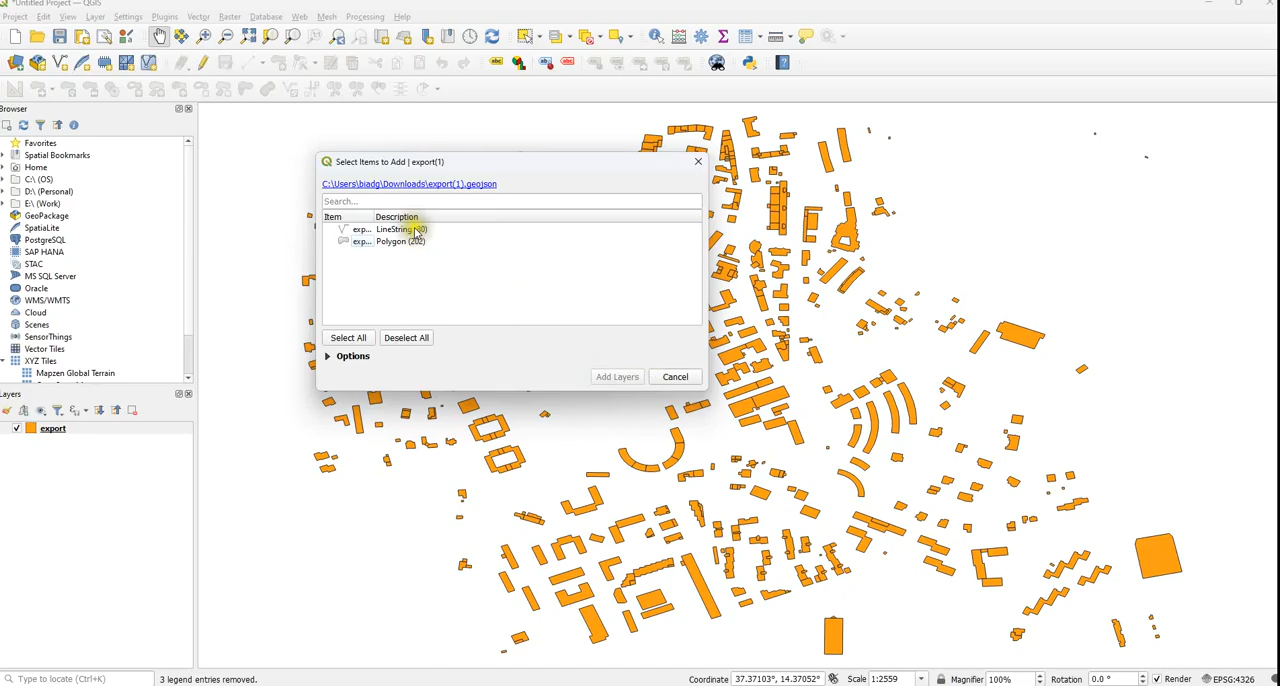 *Untitled Project — QGIS
Project Edit View Layer Settings Plugins Vector Raster Database Web Mesh Processing Help
Browser
Favorites
Spatial Bookmarks
Home
C:\ (OS)
D:\ (Personal)
E:\ (Work)
GeoPackage
SpatiaLite
PostgreSQL
SAP HANA
STAC
MS SQL Server
Oracle
WMS/WMTS
Cloud
Scenes
SensorThings
Vector Tiles
XYZ Tiles
Mapzen Global Terrain
Layers
export
Select Items to Add | export(1)
C:\Users\biadg\Downloads\export(1).geojson
Search...
Item Description
exp... LineString
exp... Polygon (202)
Select All Deselect All
Options
Add Layers Cancel
Type to locate (Ctrl+K) 3 legend entries removed. Coordinate 37.37103°, 14.37052° Scale 1:2559 Magnifier 100% Rotation 0.0 ° Render EPSG:4326